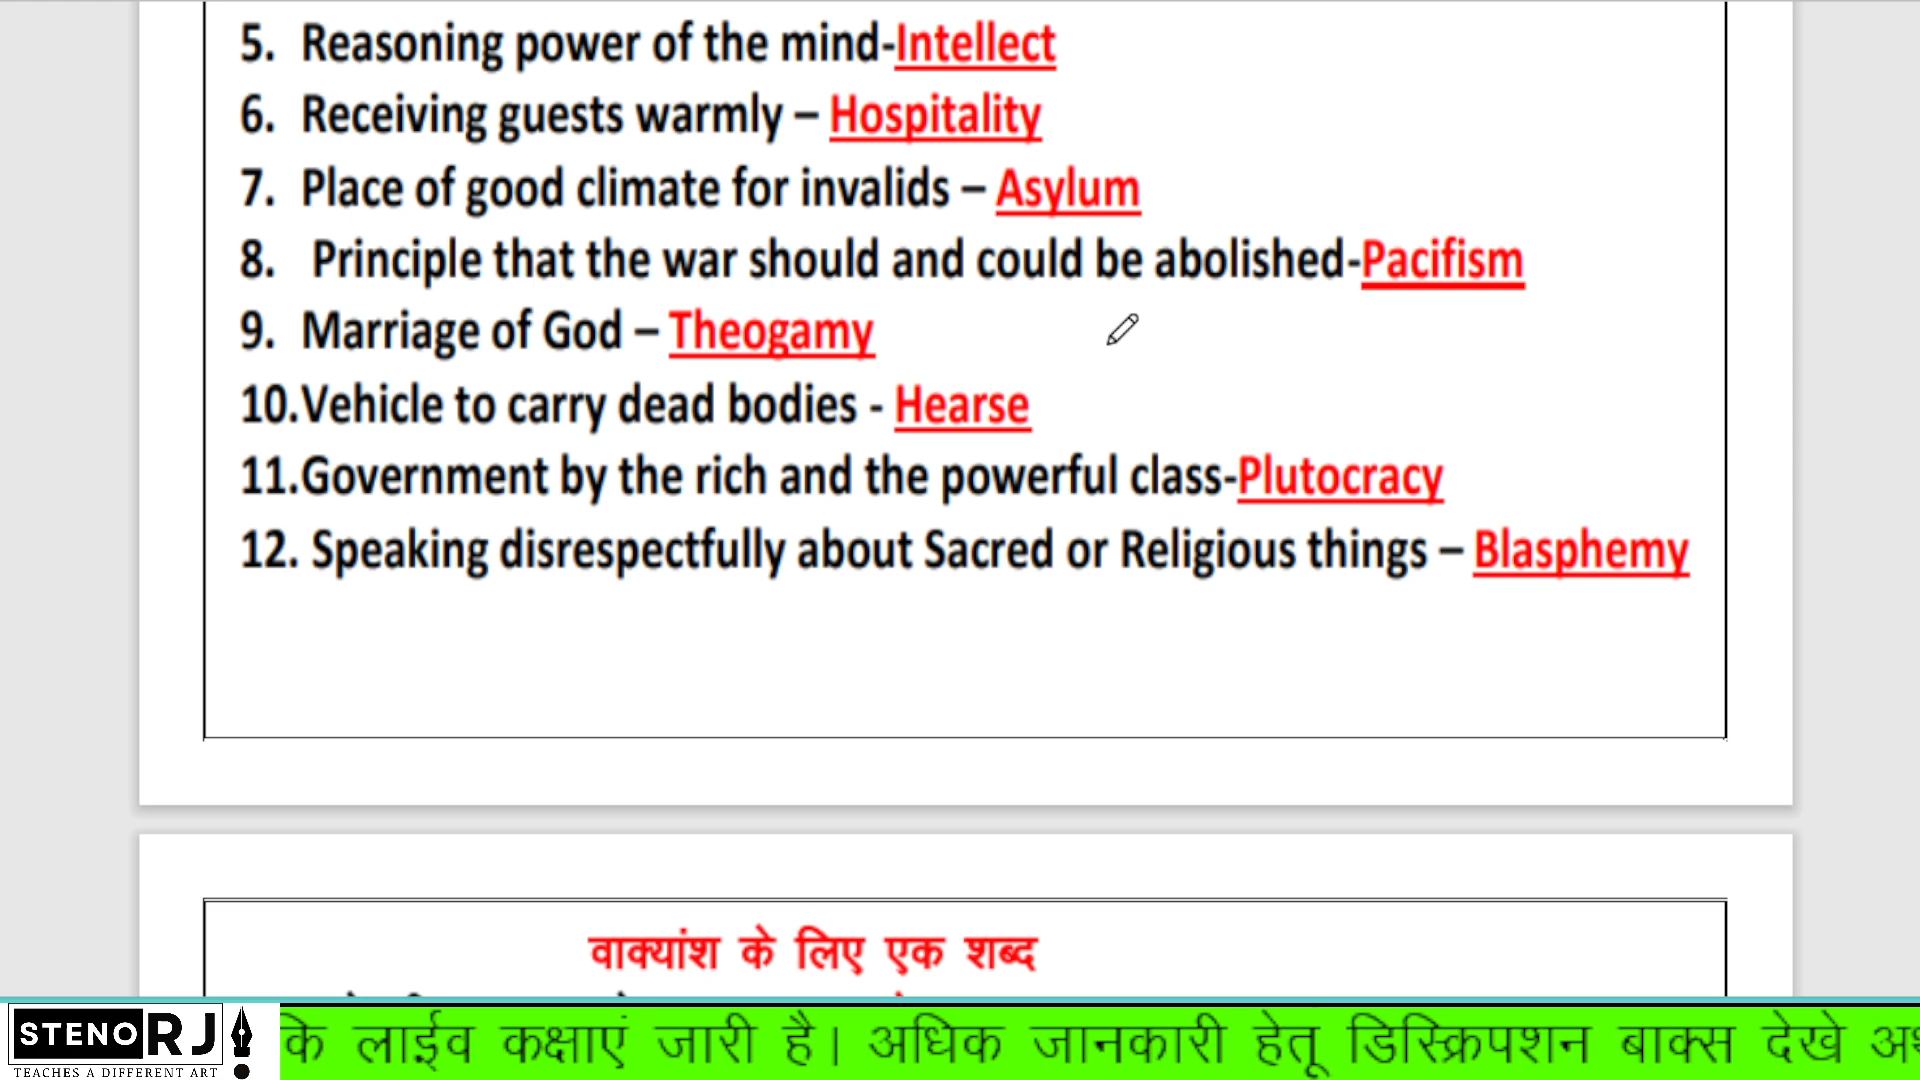 5. Reasoning power of the mind-Intellect
6. Receiving guests warmly – Hospitality
7. Place of good climate for invalids – Asylum
8. Principle that the war should and could be abolished-Pacifism
9. Marriage of God – Theogamy
10.Vehicle to carry dead bodies - Hearse
11.Government by the rich and the powerful class-Plutocracy
12. Speaking disrespectfully about Sacred or Religious things – Blasphemy
वाक्यांश के लिए एक शब्द
STENO RJ
TEACHES A DIFFERENT ART
कि लाईव कक्षाएं जारी है। अधिक जानकारी हेतू डिस्क्रिपशन बाक्स देखे